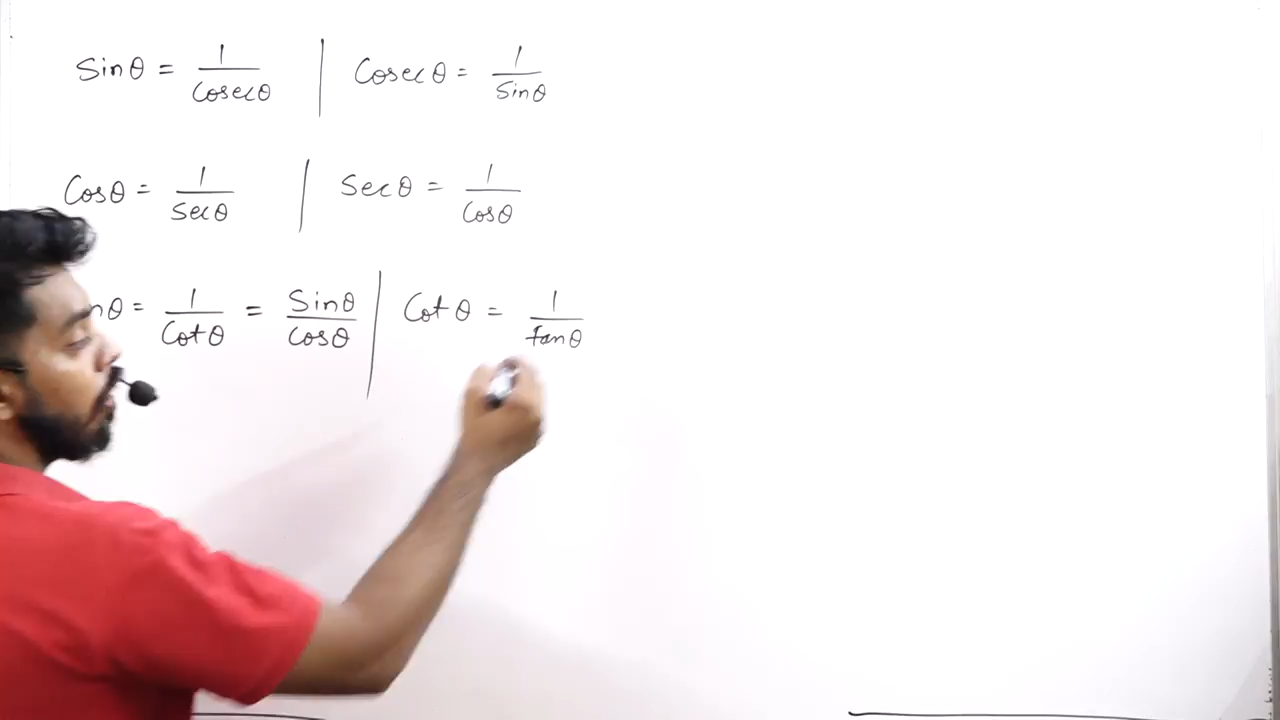 Sinθ = 1/Cosecθ | Cosecθ = 1/Sinθ
Cosθ = 1/Secθ | Secθ = 1/Cosθ
nθ = 1/Cotθ = Sinθ/Cosθ | Cotθ = 1/tanθ